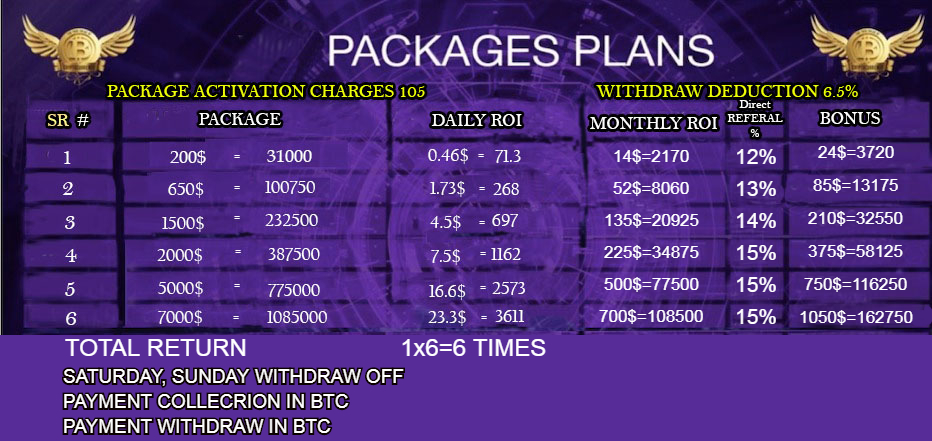 PACKAGES PLANS
PACKAGE ACTIVATION CHARGES 105 WITHDRAW DEDUCTION 6.5%
SR # PACKAGE DAILY ROI MONTHLY ROI Direct REFERAL % BONUS
1 200$ = 31000 0.46$ = 71.3 14$=2170 12% 24$=3720
2 650$ = 100750 1.73$ = 268 52$=8060 13% 85$=13175
3 1500$ = 232500 4.5$ = 697 135$=20925 14% 210$=32550
4 2000$ = 387500 7.5$ = 1162 225$=34875 15% 375$=58125
5 5000$ = 775000 16.6$ = 2573 500$=77500 15% 750$=116250
6 7000$ = 1085000 23.3$ = 3611 700$=108500 15% 1050$=162750
TOTAL RETURN 1x6=6 TIMES
SATURDAY, SUNDAY WITHDRAW OFF
PAYMENT COLLECRION IN BTC
PAYMENT WITHDRAW IN BTC